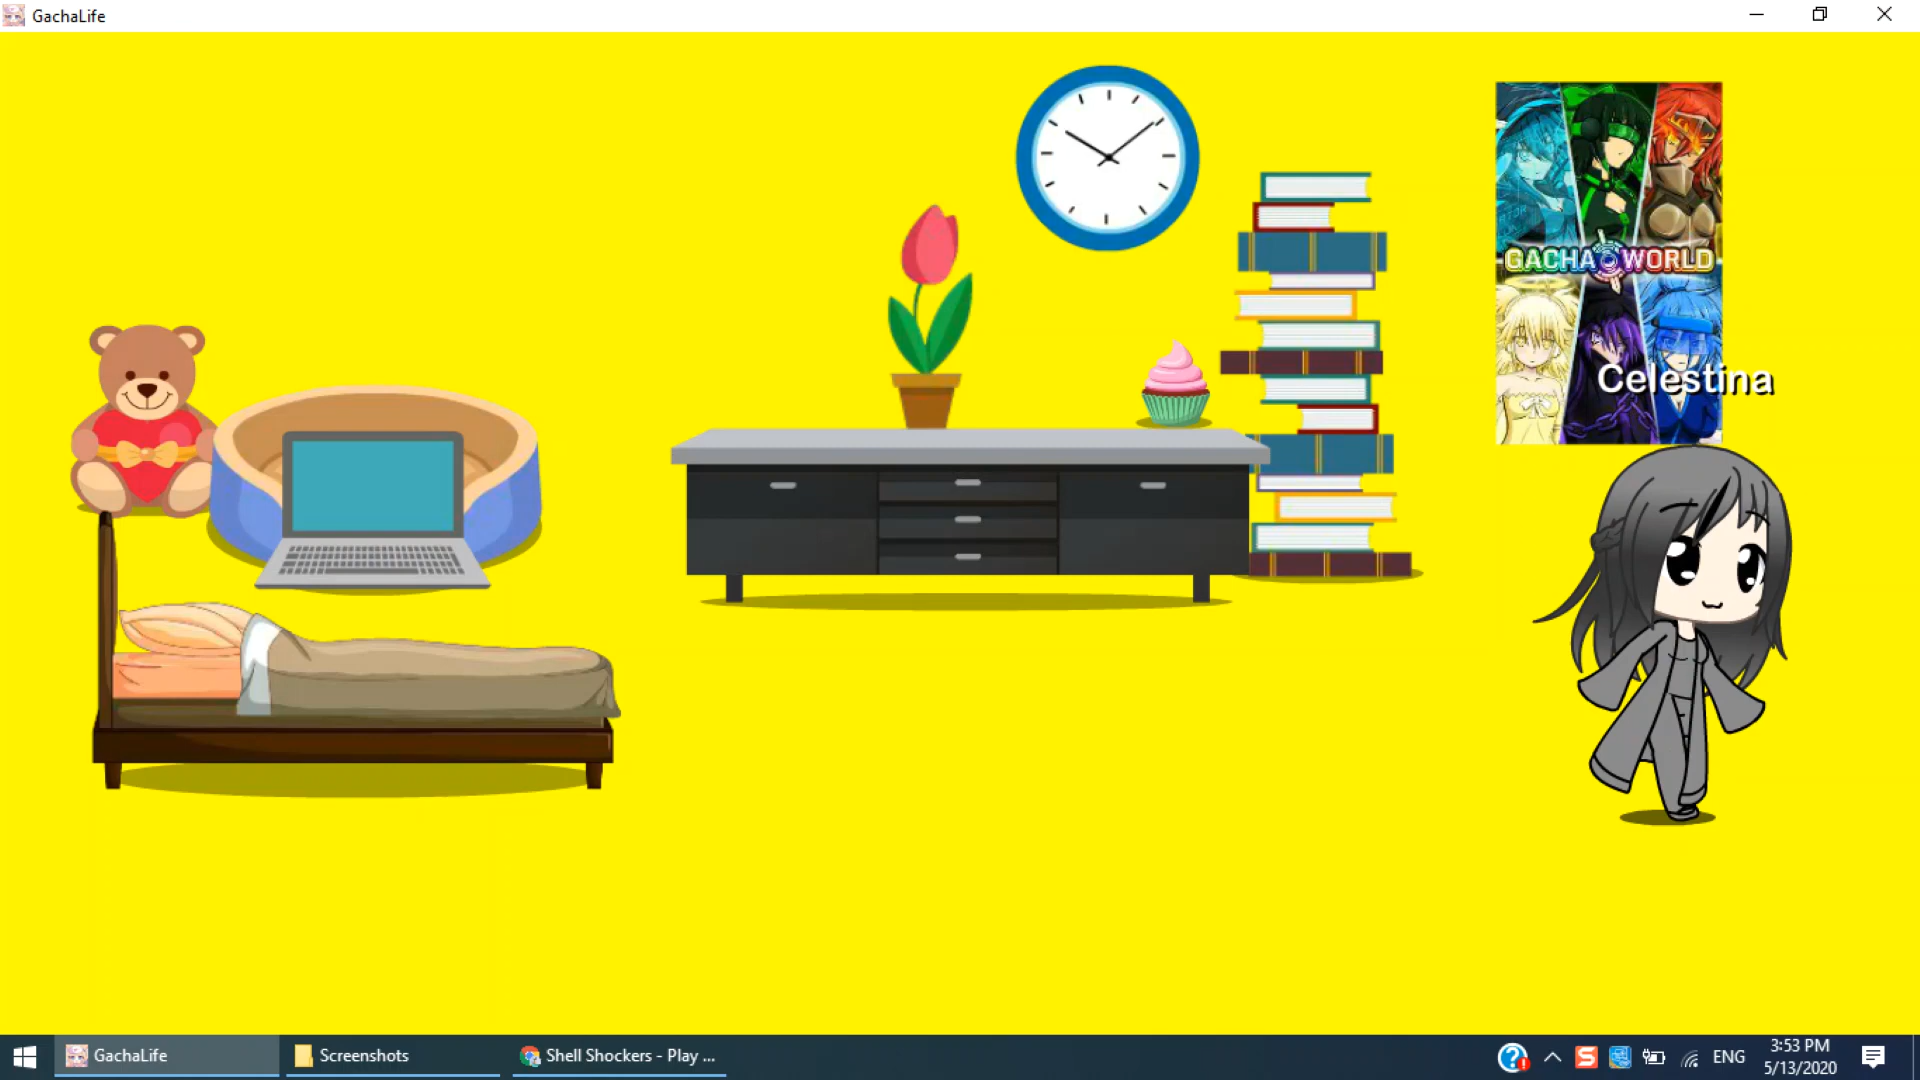 GachaLife
GACHA WORLD
Celestina
GachaLife
Screenshots
Shell Shockers - Play ...
ENG
3:53 PM
5/13/2020